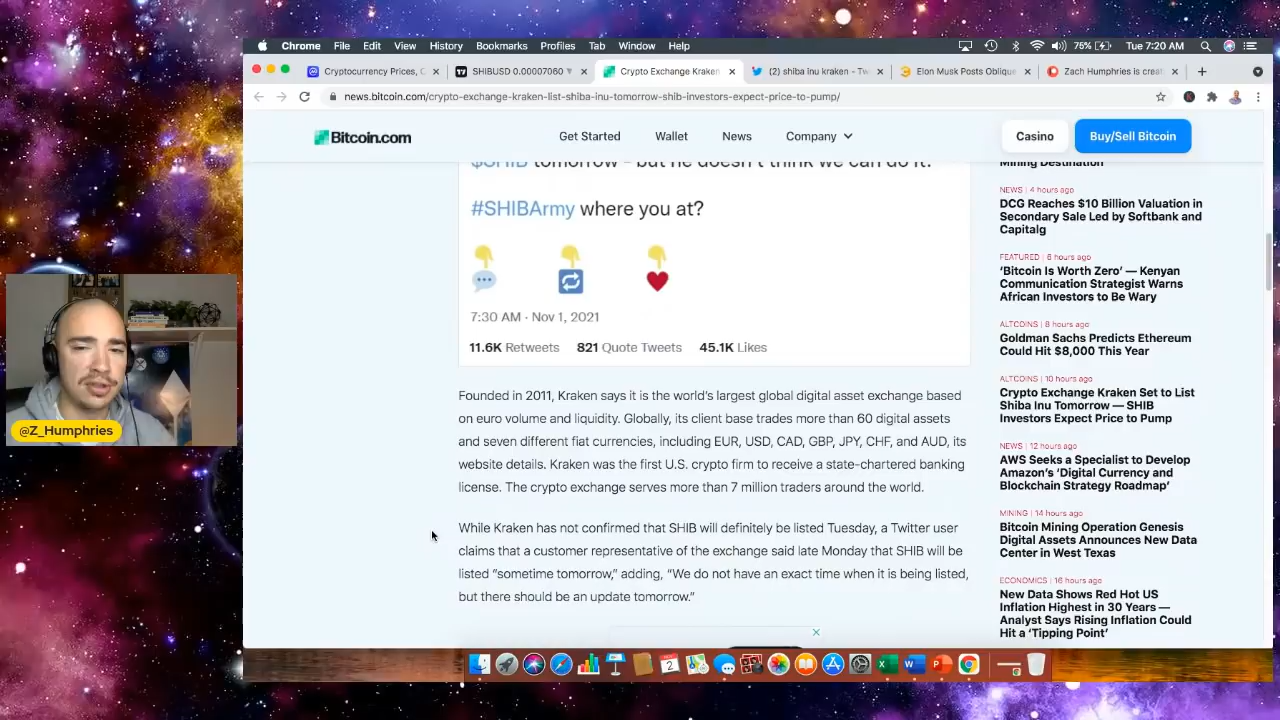 Chrome File Edit View History Bookmarks Profiles Tab Window Help 75% Tue 7:20 AM
Cryptocurrency Prices, C × SHIBUSD 0.00007060 ▼ × Crypto Exchange Kraken × (2) shiba inu kraken - Tw × Elon Musk Posts Oblique × Zach Humphries is creat × +
news.bitcoin.com/crypto-exchange-kraken-list-shiba-inu-tomorrow-shib-investors-expect-price-to-pump/
Bitcoin.com Get Started Wallet News Company Casino Buy/Sell Bitcoin
$SHIB tomorrow - but he doesn't think we can do it.
#SHIBArmy where you at?
7:30 AM · Nov 1, 2021
11.6K Retweets 821 Quote Tweets 45.1K Likes
Founded in 2011, Kraken says it is the world's largest global digital asset exchange based
on euro volume and liquidity. Globally, its client base trades more than 60 digital assets
and seven different fiat currencies, including EUR, USD, CAD, GBP, JPY, CHF, and AUD, its
website details. Kraken was the first U.S. crypto firm to receive a state-chartered banking
license. The crypto exchange serves more than 7 million traders around the world.
While Kraken has not confirmed that SHIB will definitely be listed Tuesday, a Twitter user
claims that a customer representative of the exchange said late Monday that SHIB will be
listed “sometime tomorrow,” adding, “We do not have an exact time when it is being listed,
but there should be an update tomorrow.”
Mining Destination
NEWS | 4 hours ago
DCG Reaches $10 Billion Valuation in
Secondary Sale Led by Softbank and
Capitalg
FEATURED | 6 hours ago
‘Bitcoin Is Worth Zero’ — Kenyan
Communication Strategist Warns
African Investors to Be Wary
ALTCOINS | 8 hours ago
Goldman Sachs Predicts Ethereum
Could Hit $8,000 This Year
ALTCOINS | 10 hours ago
Crypto Exchange Kraken Set to List
Shiba Inu Tomorrow — SHIB
Investors Expect Price to Pump
NEWS | 12 hours ago
AWS Seeks a Specialist to Develop
Amazon's ‘Digital Currency and
Blockchain Strategy Roadmap’
MINING | 14 hours ago
Bitcoin Mining Operation Genesis
Digital Assets Announces New Data
Center in West Texas
ECONOMICS | 16 hours ago
New Data Shows Red Hot US
Inflation Highest in 30 Years —
Analyst Says Rising Inflation Could
Hit a ‘Tipping Point’
@Z_Humphries
2